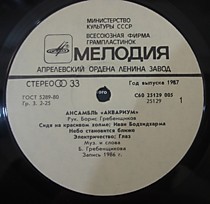 МИНИСТЕРСТВО
КУЛЬТУРЫ СССР
ВСЕСОЮЗНАЯ ФИРМА
ГРАМПЛАСТИНОК
МЕЛОДИЯ
АПРЕЛЕВСКИЙ ОРДЕНА ЛЕНИНА ЗАВОД
СТЕРЕО 33
Год выпуска 1987
ГОСТ 5289-80
Гр. 3. 2-25
С60 25129 005
25129 1
АНСАМБЛЬ «АКВАРИУМ»
Рук. Борис Гребенщиков
Сидя на красивом холме; Иван Бодхидхарма
Небо становится ближе
Электричество; Глаз
Муз. и слова
Б. Гребенщикова
Запись 1986 г.